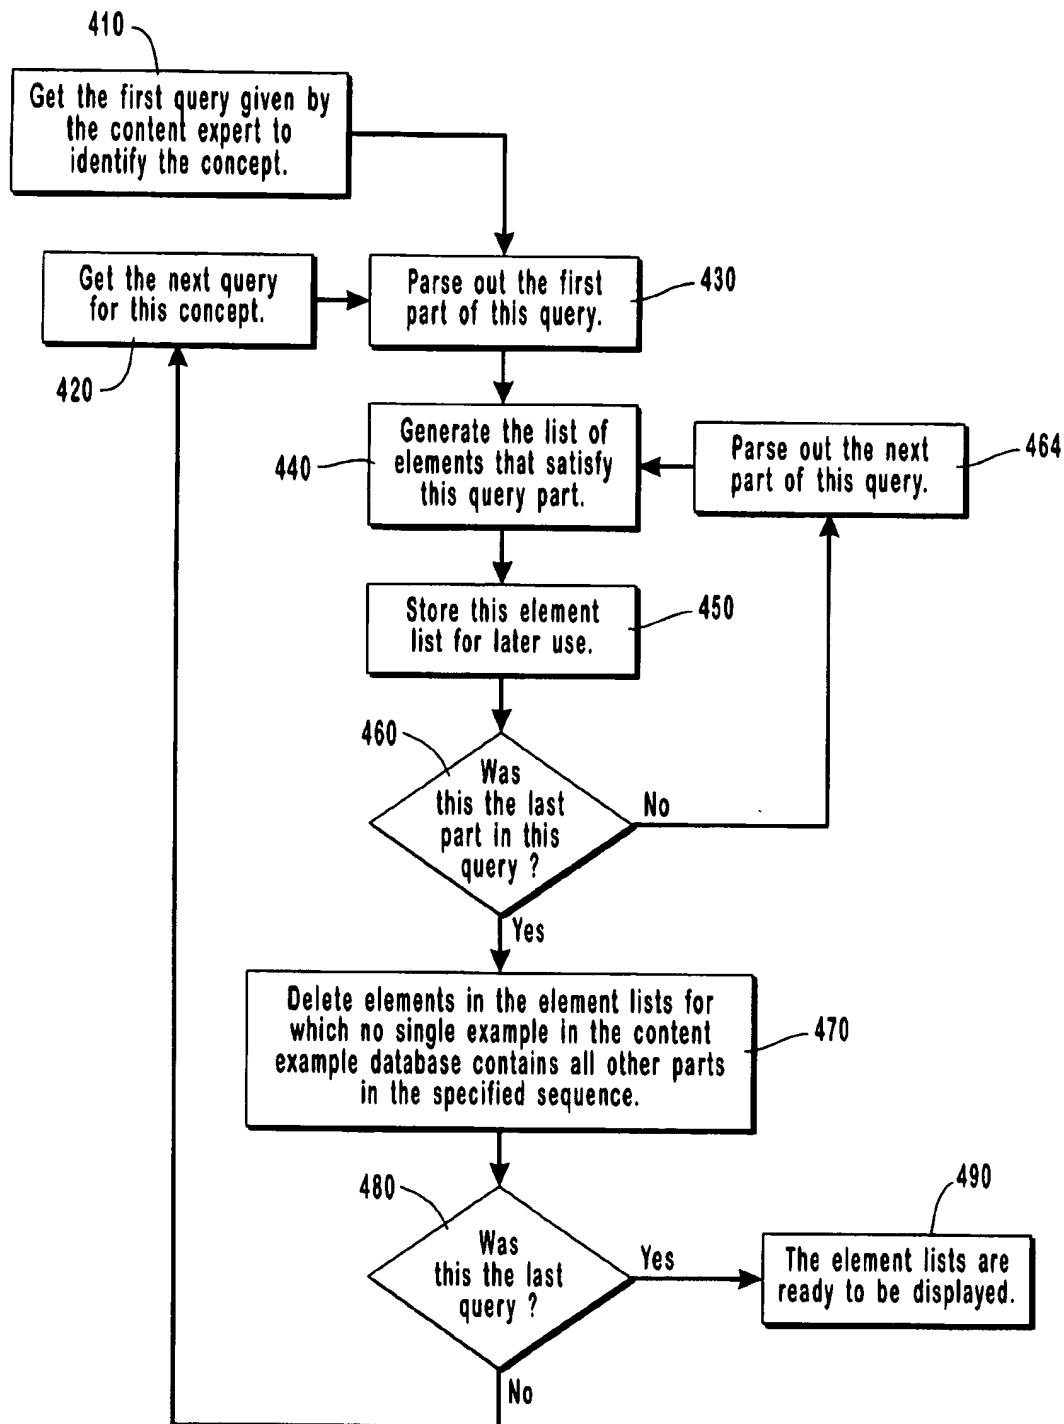 410
Get the first query given by
the content expert to
identify the concept.
Get the next query
for this concept.
420
Parse out the first
part of this query.
430
440
Generate the list of
elements that satisfy
this query part.
Parse out the next
part of this query.
464
Store this element
list for later use.
450
460
Was
this the last
part in this
query ?
No
Yes
Delete elements in the element lists for
which no single example in the content
example database contains all other parts
in the specified sequence.
470
480
Was
this the last
query ?
Yes
No
490
The element lists are
ready to be displayed.